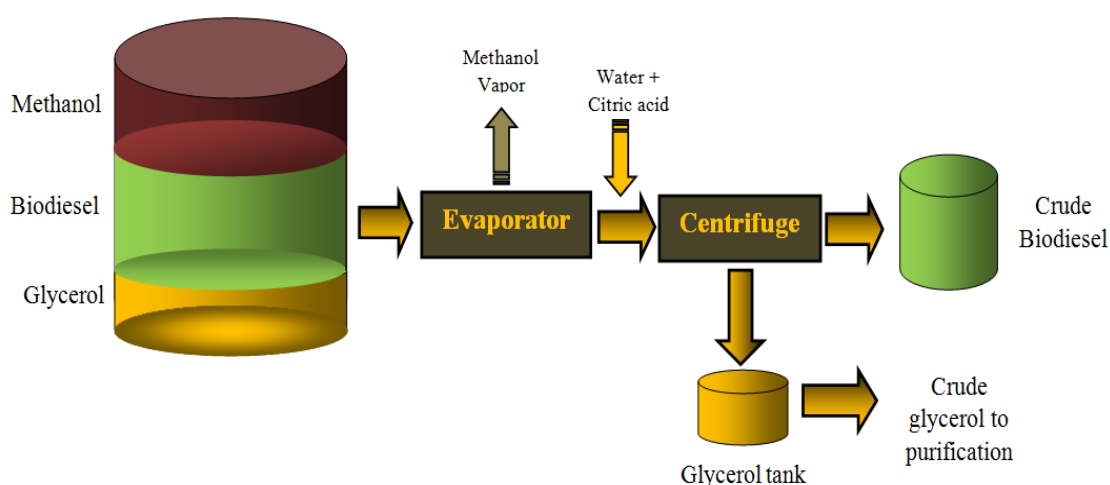 Methanol
Biodiesel
Glycerol
Methanol
Vapor
Water +
Citric acid
Evaporator
Centrifuge
Crude
Biodiesel
Glycerol tank
Crude
glycerol to
purification